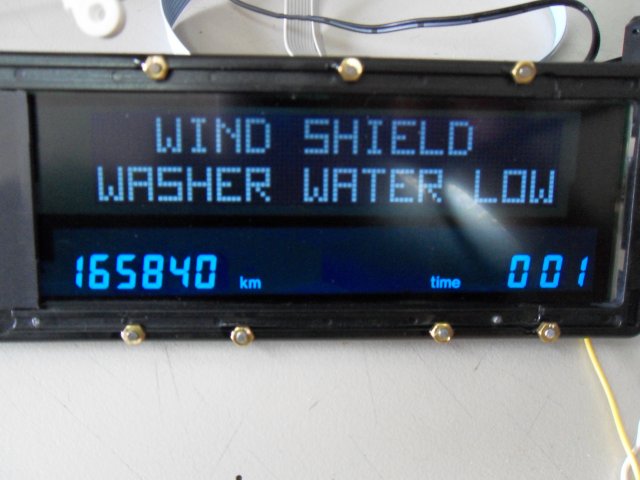 WIND SHIELD
WASHER WATER LOW
165840 km time 001